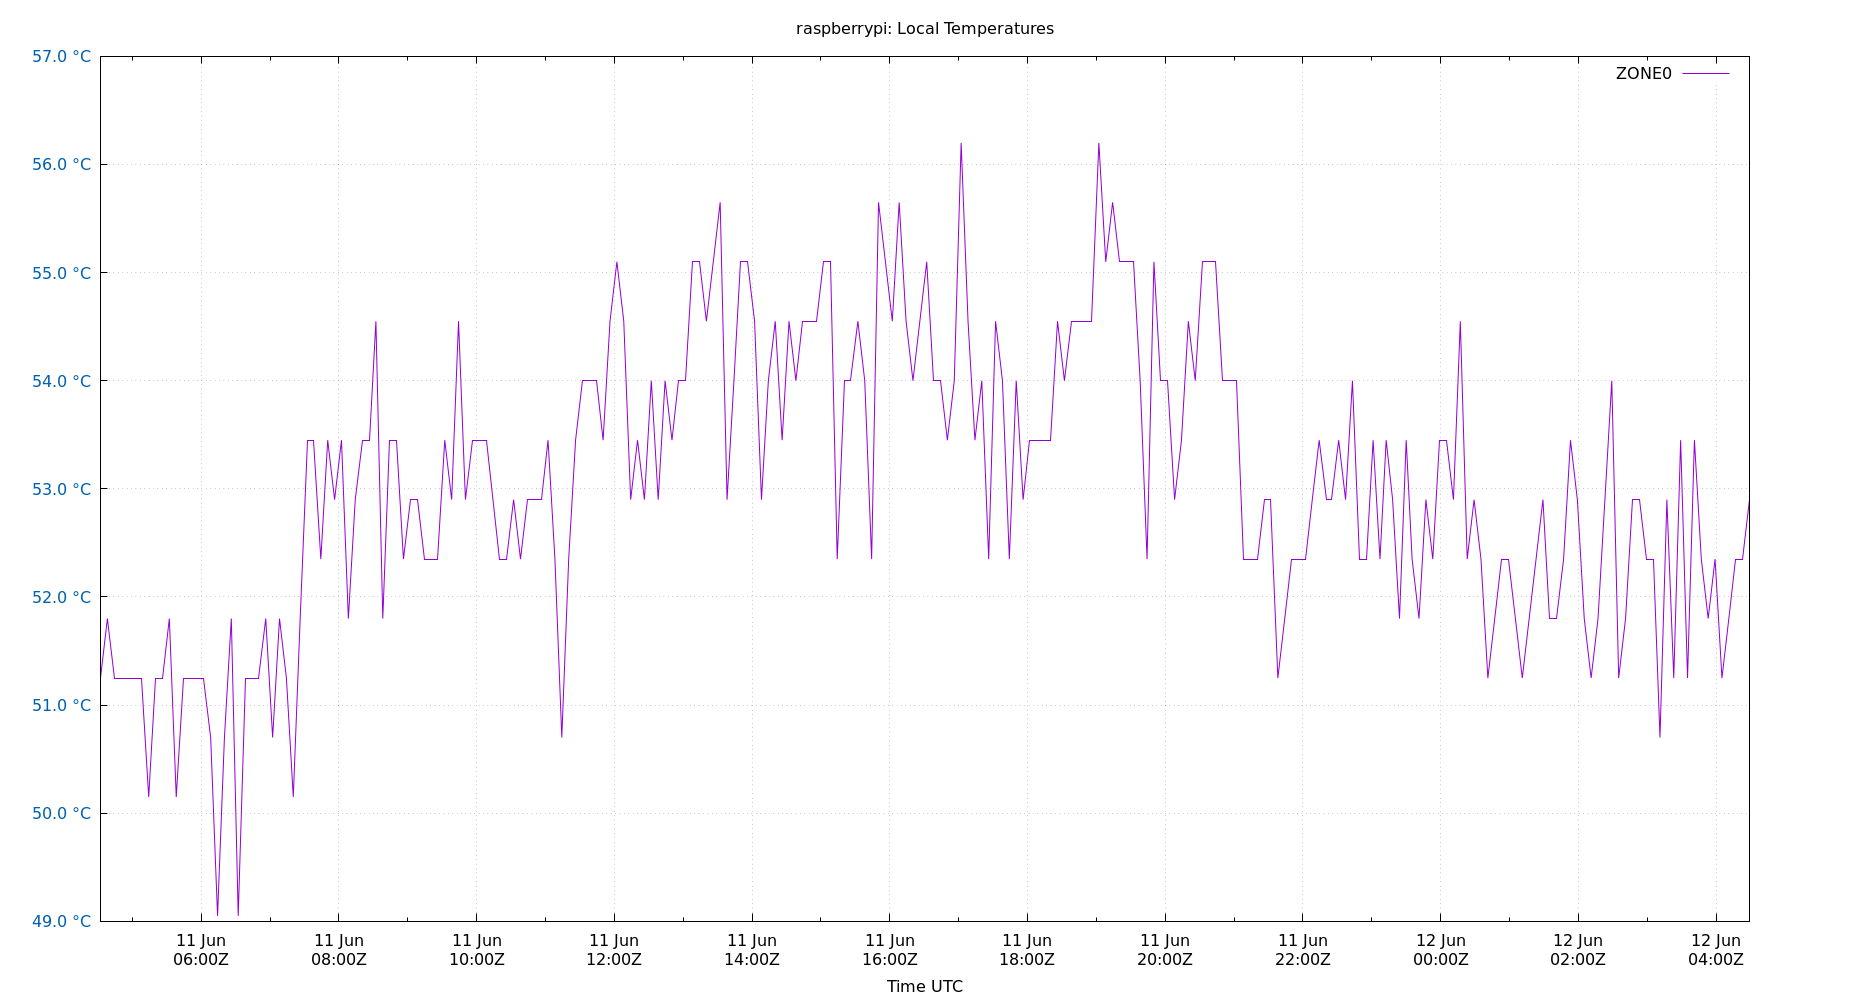 raspberrypi: Local Temperatures
57.0 °C
ZONE0
56.0 °C
55.0 °C
54.0 °C
53.0 °C
52.0 °C
51.0 °C
50.0 °C
49.0 °C
11 Jun 11 Jun 11 Jun 11 Jun 11 Jun 11 Jun 11 Jun 11 Jun 11 Jun 12 Jun 12 Jun 12 Jun
06:00Z 08:00Z 10:00Z 12:00Z 14:00Z 16:00Z 18:00Z 20:00Z 22:00Z 00:00Z 02:00Z 04:00Z
Time UTC